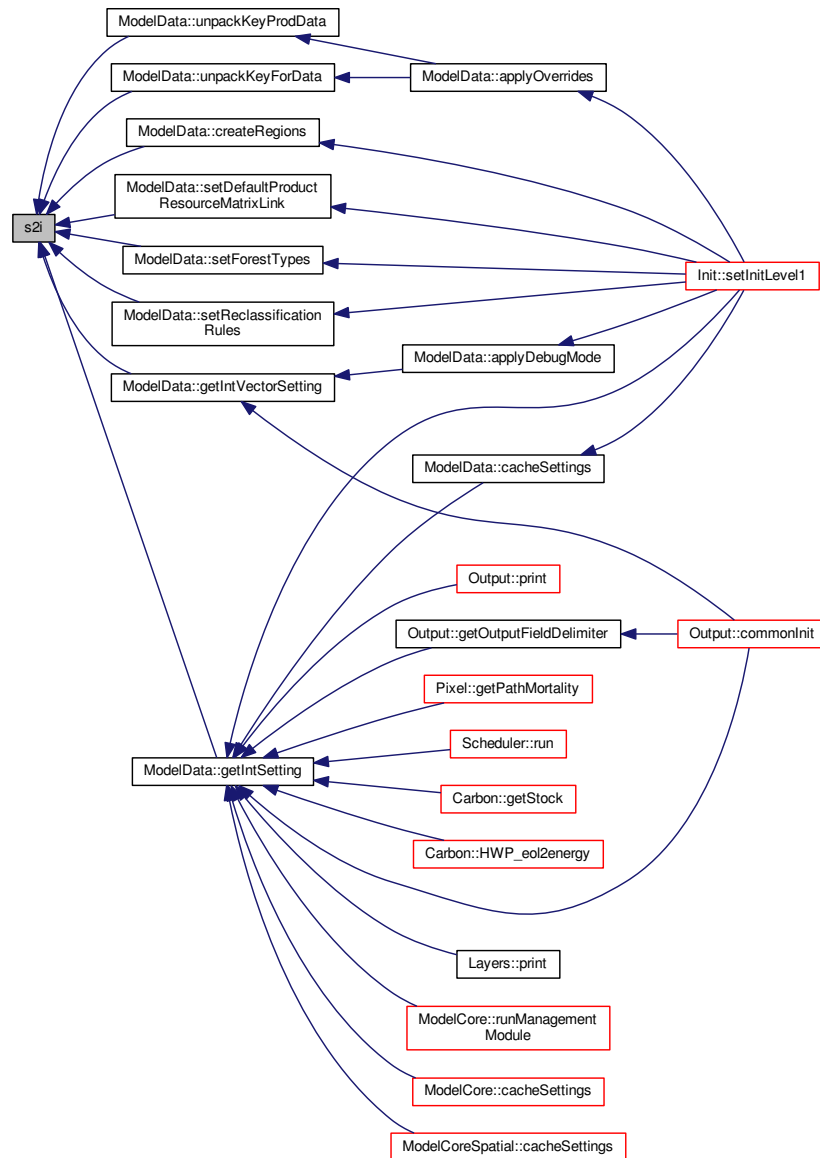 ModelData::unpackKeyProdData
ModelData::unpackKeyForData
ModelData::applyOverrides
ModelData::createRegions
ModelData::setDefaultProduct
ResourceMatrixLink
s2i
ModelData::setForestTypes
Init::setInitLevel1
ModelData::setReclassification
Rules
ModelData::applyDebugMode
ModelData::getIntVectorSetting
ModelData::cacheSettings
Output::print
Output::getOutputFieldDelimiter
Output::commonInit
Pixel::getPathMortality
Scheduler::run
ModelData::getIntSetting
Carbon::getStock
Carbon::HWP_eol2energy
Layers::print
ModelCore::runManagement
Module
ModelCore::cacheSettings
ModelCoreSpatial::cacheSettings